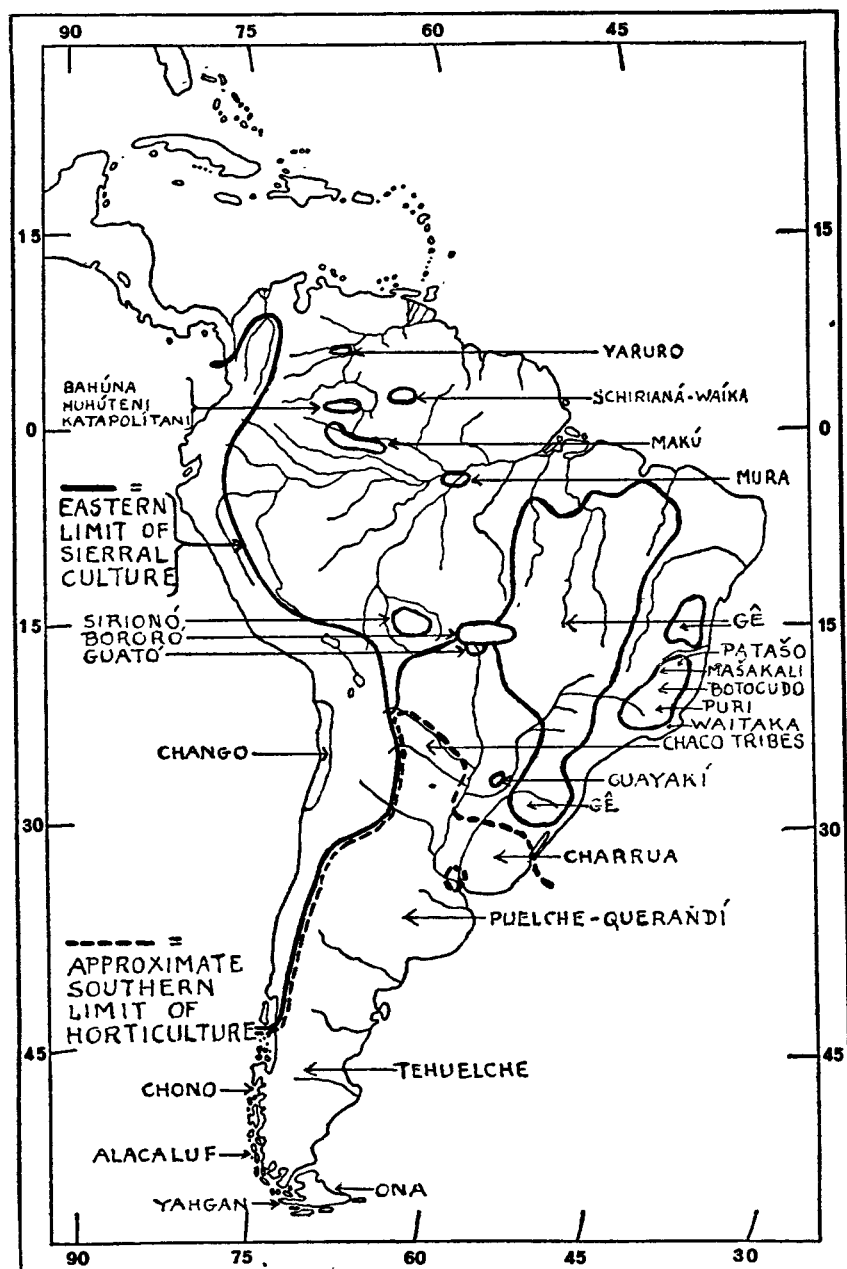 90 75 60 45
15 15
YARURO
BAHÚNA
HUHÚTENI
KATAPOLÍTANI
SCHIRIANÁ-WAÍKA
0 0
MAKÚ
MURA
=
EASTERN
LIMIT OF
SIERRAL
CULTURE
SIRIONÓ
15 15
BORORÓ
GUATÓ
GÊ
PATAŠO
MAŠAKALI
BOTOCUDO
PURI
WAITAKA
CHACO TRIBES
CHANGO
GUAYAKÍ
GÊ
30 30
CHARRUA
PUELCHE-QUERAÑDÍ
=
APPROXIMATE
SOUTHERN
LIMIT OF
HORTICULTURE
45 45
TEHUELCHE
CHONO
ALACALUF
ONA
YAHGAN
90 75 60 45 30